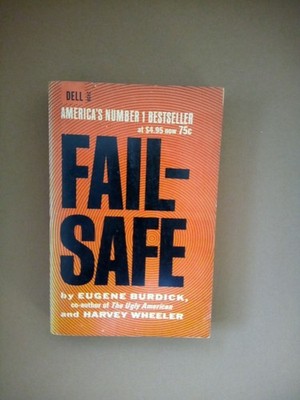 DELL
AMERICA'S NUMBER 1 BESTSELLER
at $4.95 now 75c
FAIL-
SAFE
by EUGENE BURDICK,
co-author of The Ugly American
and HARVEY WHEELER